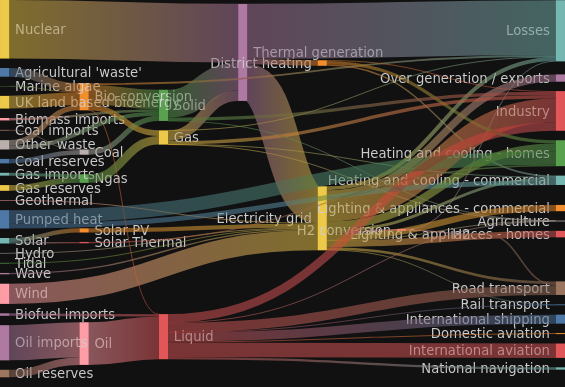 Nuclear
Agricultural 'waste'
Marine algae
UK land based bioenergy
Biomass imports
Coal imports
Other waste
Coal reserves
Gas imports
Gas reserves
Geothermal
Pumped heat
Solar
Hydro
Tidal
Wave
Wind
Biofuel imports
Oil imports
Oil reserves
Bio-conversion
Coal
Ngas
Solar PV
Solar Thermal
Oil
Solid
Gas
Liquid
Thermal generation
District heating
Electricity grid
H2 conversion
H2
Losses
Over generation / exports
Industry
Heating and cooling - homes
Heating and cooling - commercial
Lighting & appliances - commercial
Agriculture
Lighting & appliances - homes
Road transport
Rail transport
International shipping
Domestic aviation
International aviation
National navigation